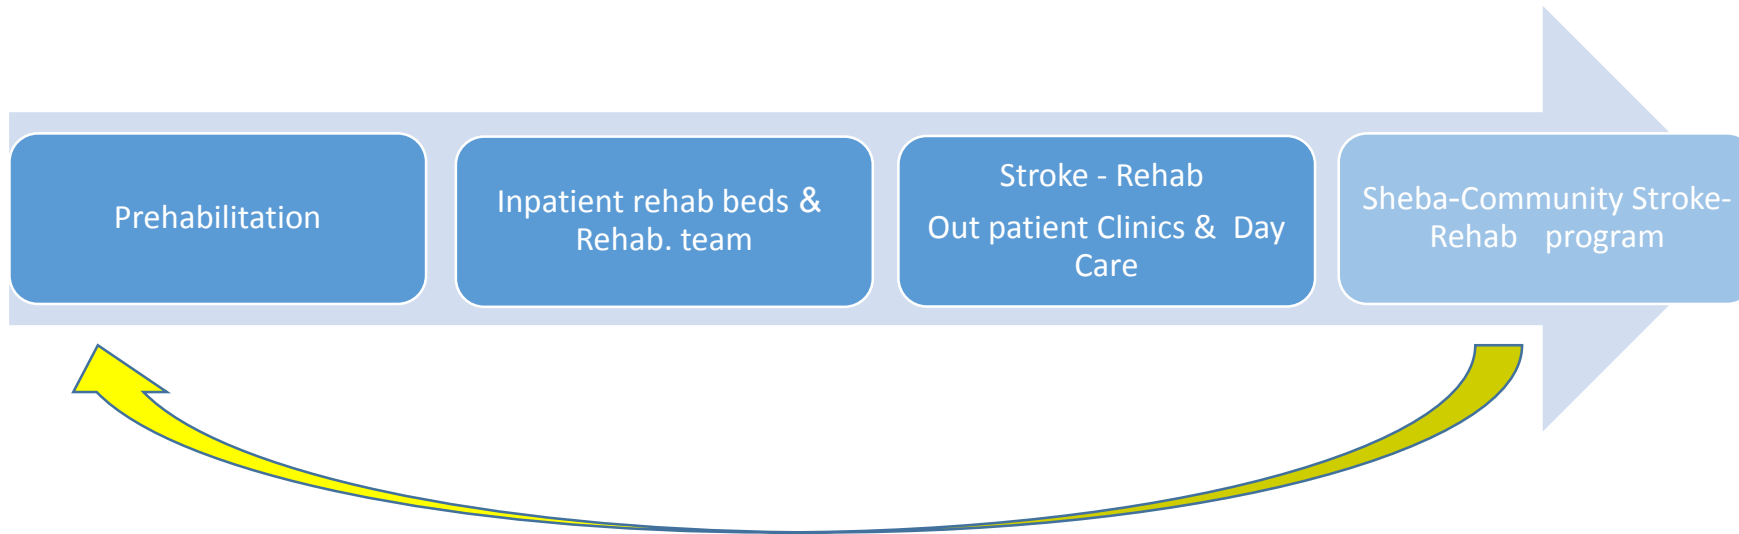 Prehabilitation
Inpatient rehab beds &
Rehab. team
Stroke - Rehab
Out patient Clinics & Day
Care
Sheba-Community Stroke-
Rehab program